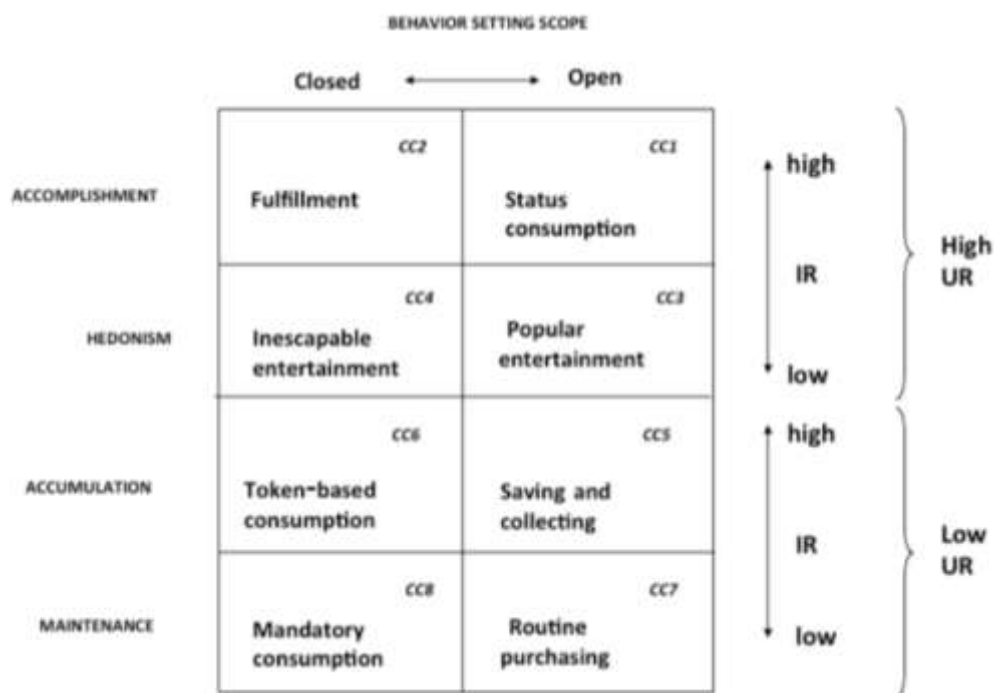 BEHAVIOR SETTING SCOPE
Closed Open
CC2 CC1
high
ACCOMPLISHMENT
Fulfillment
Status
consumption
High
UR
IR
CC4 CC3
HEDONISM
Inescapable
entertainment
Popular
entertainment
low
high
CC6 CC5
ACCUMULATION
Token-based
consumption
Saving and
collecting
Low
UR
IR
CC8 CC7
MAINTENANCE
Mandatory
consumption
Routine
purchasing
low